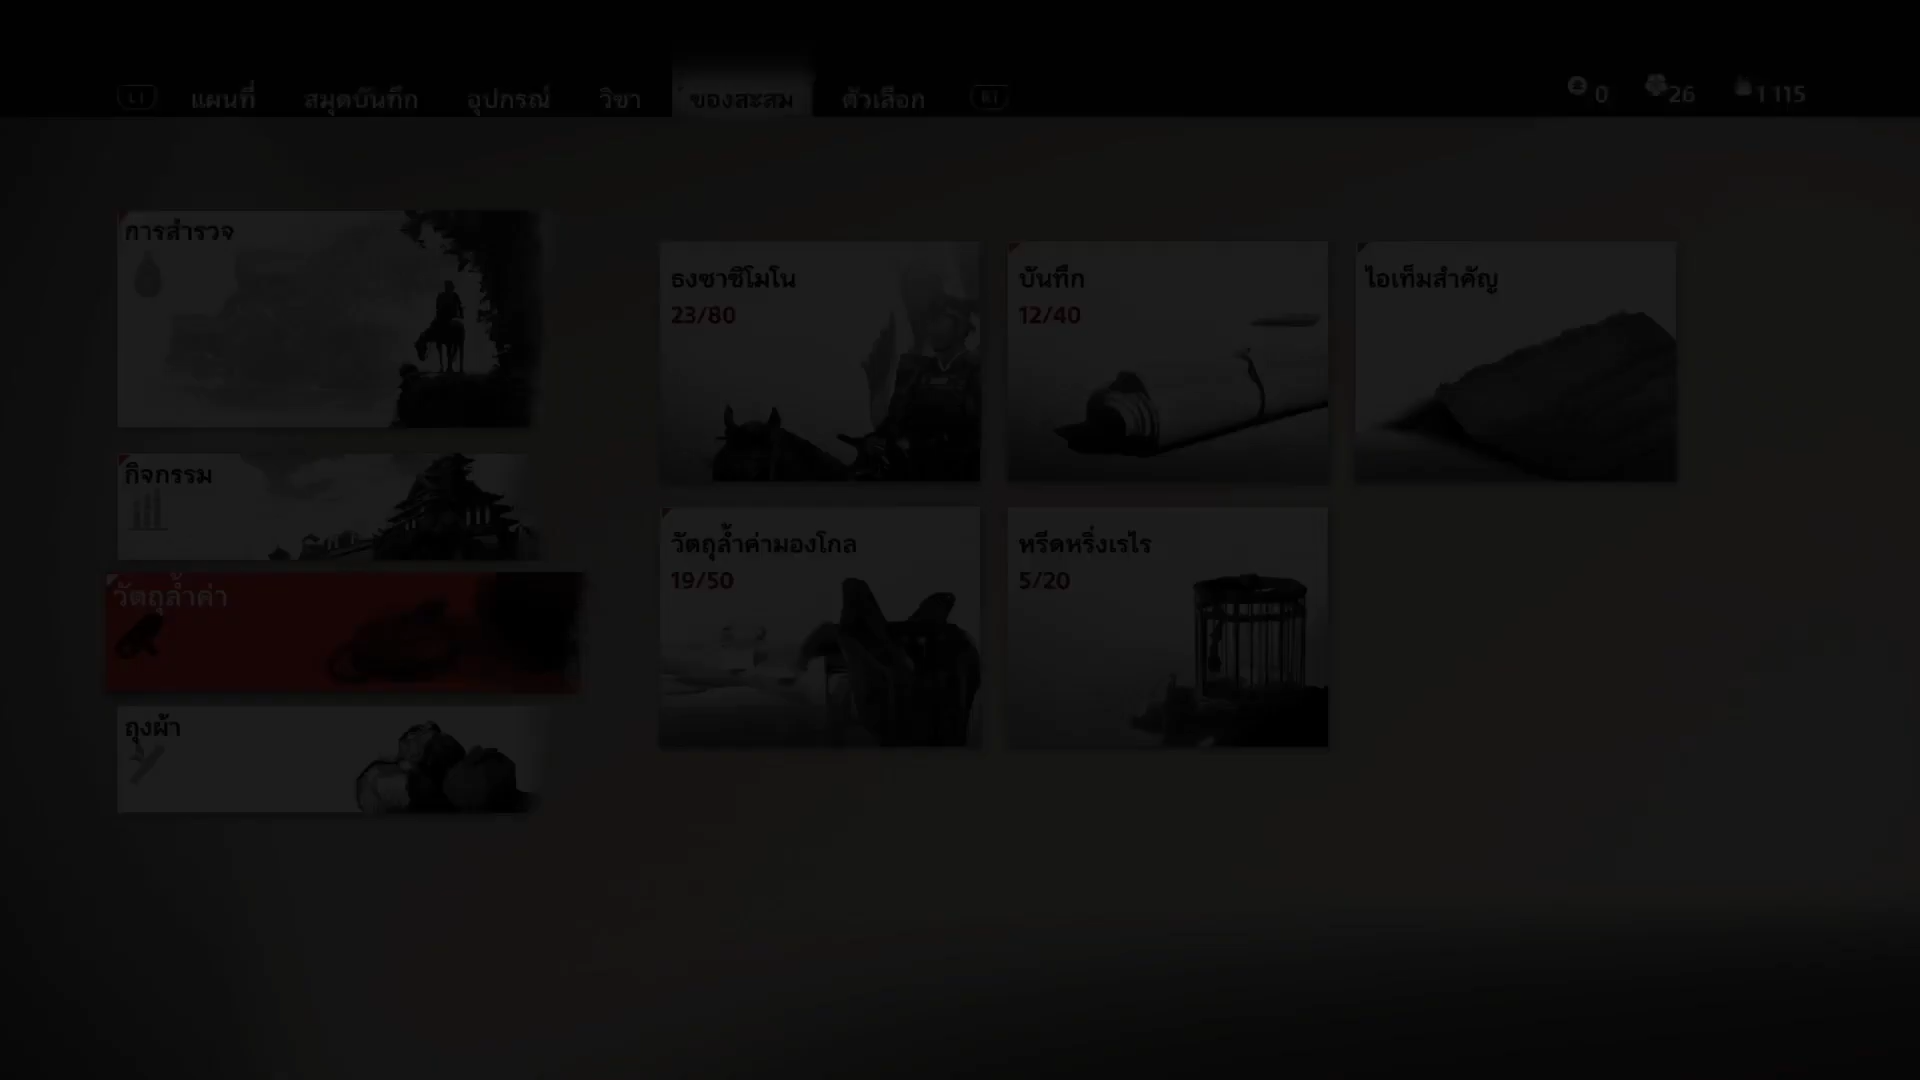 L1 แผนที่ สมุดบันทึก อุปกรณ์ วิชา ของสะสม ตัวเลือก R1 0 26 1 115
การสำรวจ
กิจกรรม
วัตถุล้ำค่า
ถุงผ้า
ธงซาชิโมโน
23/80
บันทึก
12/40
ไอเท็มสำคัญ
วัตถุล้ำค่ามองโกล
19/50
หรีดหริ่งเรไร
5/20